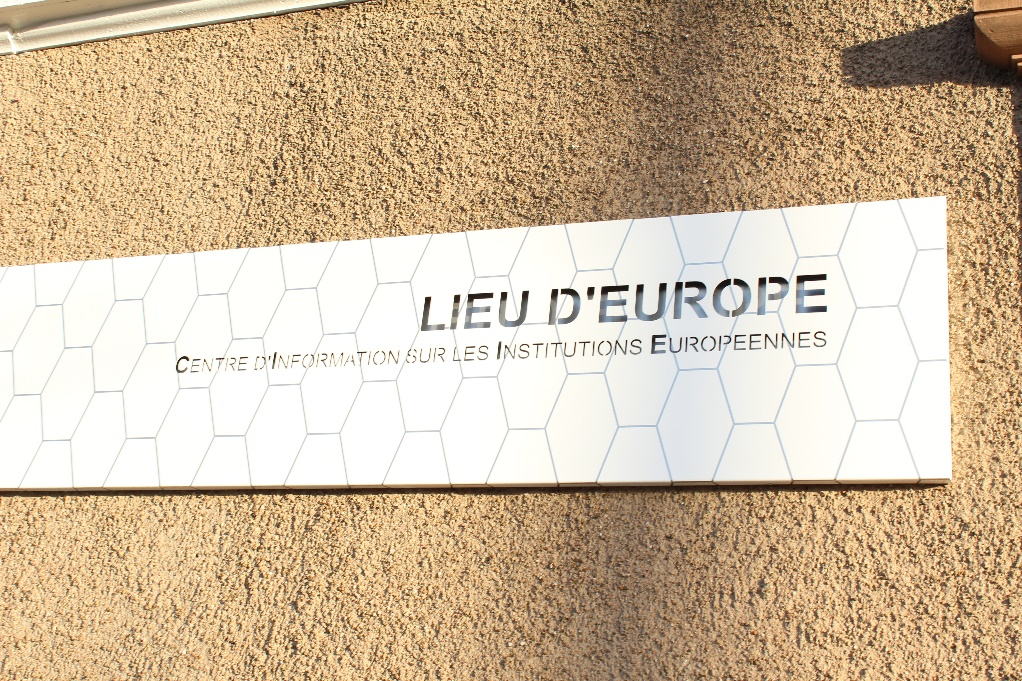 LIEU D'EUROPE
CENTRE D'INFORMATION SUR LES INSTITUTIONS EUROPEENNES